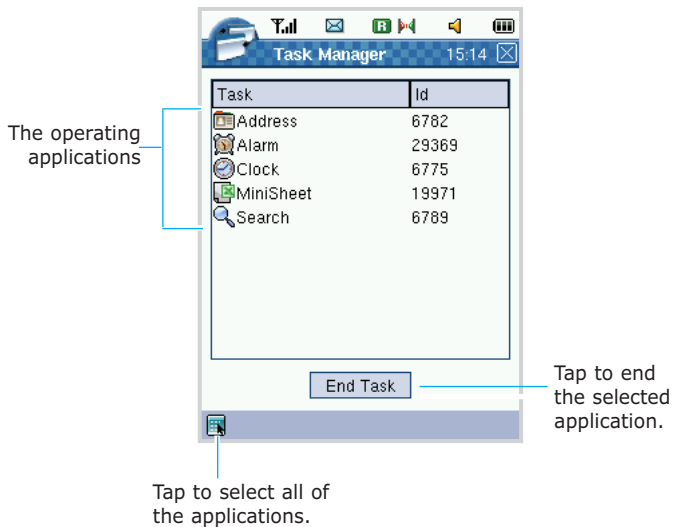 R
Task Manager 15:14
Task Id
Address 6782
Alarm 29369
Clock 6775
MiniSheet 19971
Search 6789
End Task
The operating
applications
Tap to end
the selected
application.
Tap to select all of
the applications.